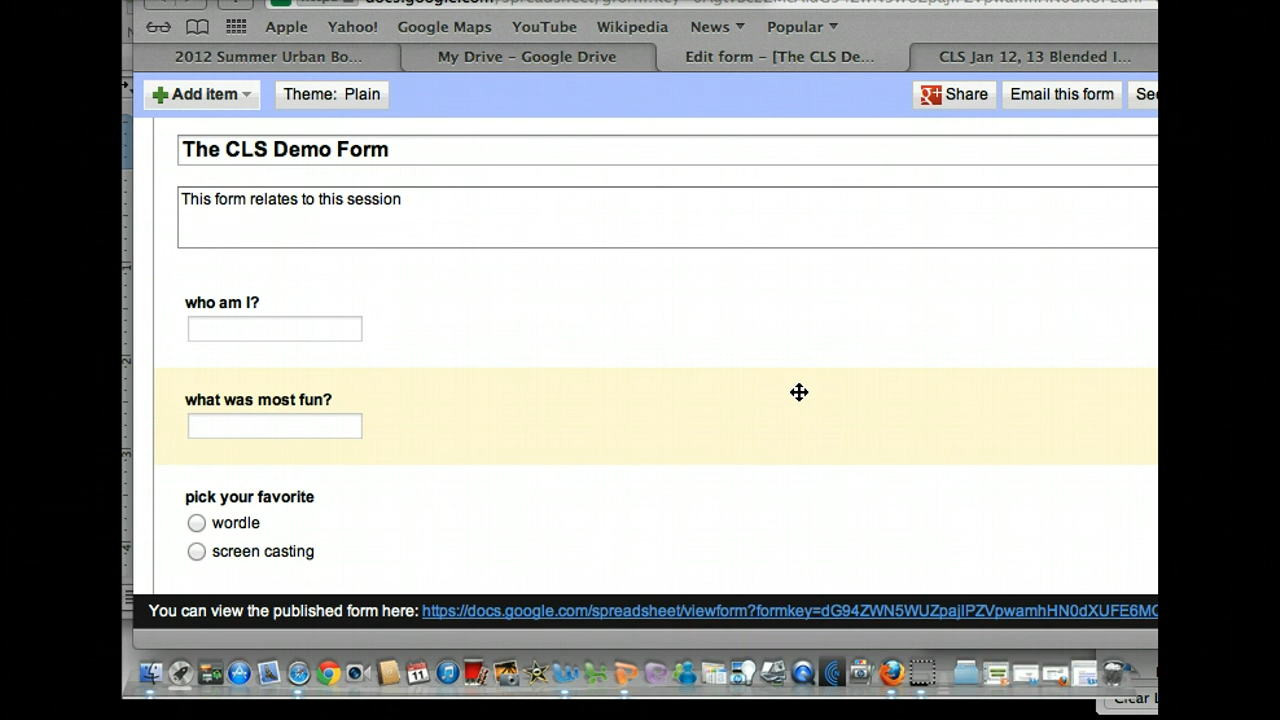 Apple Yahoo! Google Maps YouTube Wikipedia News Popular
2012 Summer Urban Bo... My Drive – Google Drive Edit form – [The CLS De... CLS Jan 12, 13 Blended I...
Add item Theme: Plain Share Email this form
The CLS Demo Form
This form relates to this session
who am I?
what was most fun?
pick your favorite
wordle
screen casting
You can view the published form here: